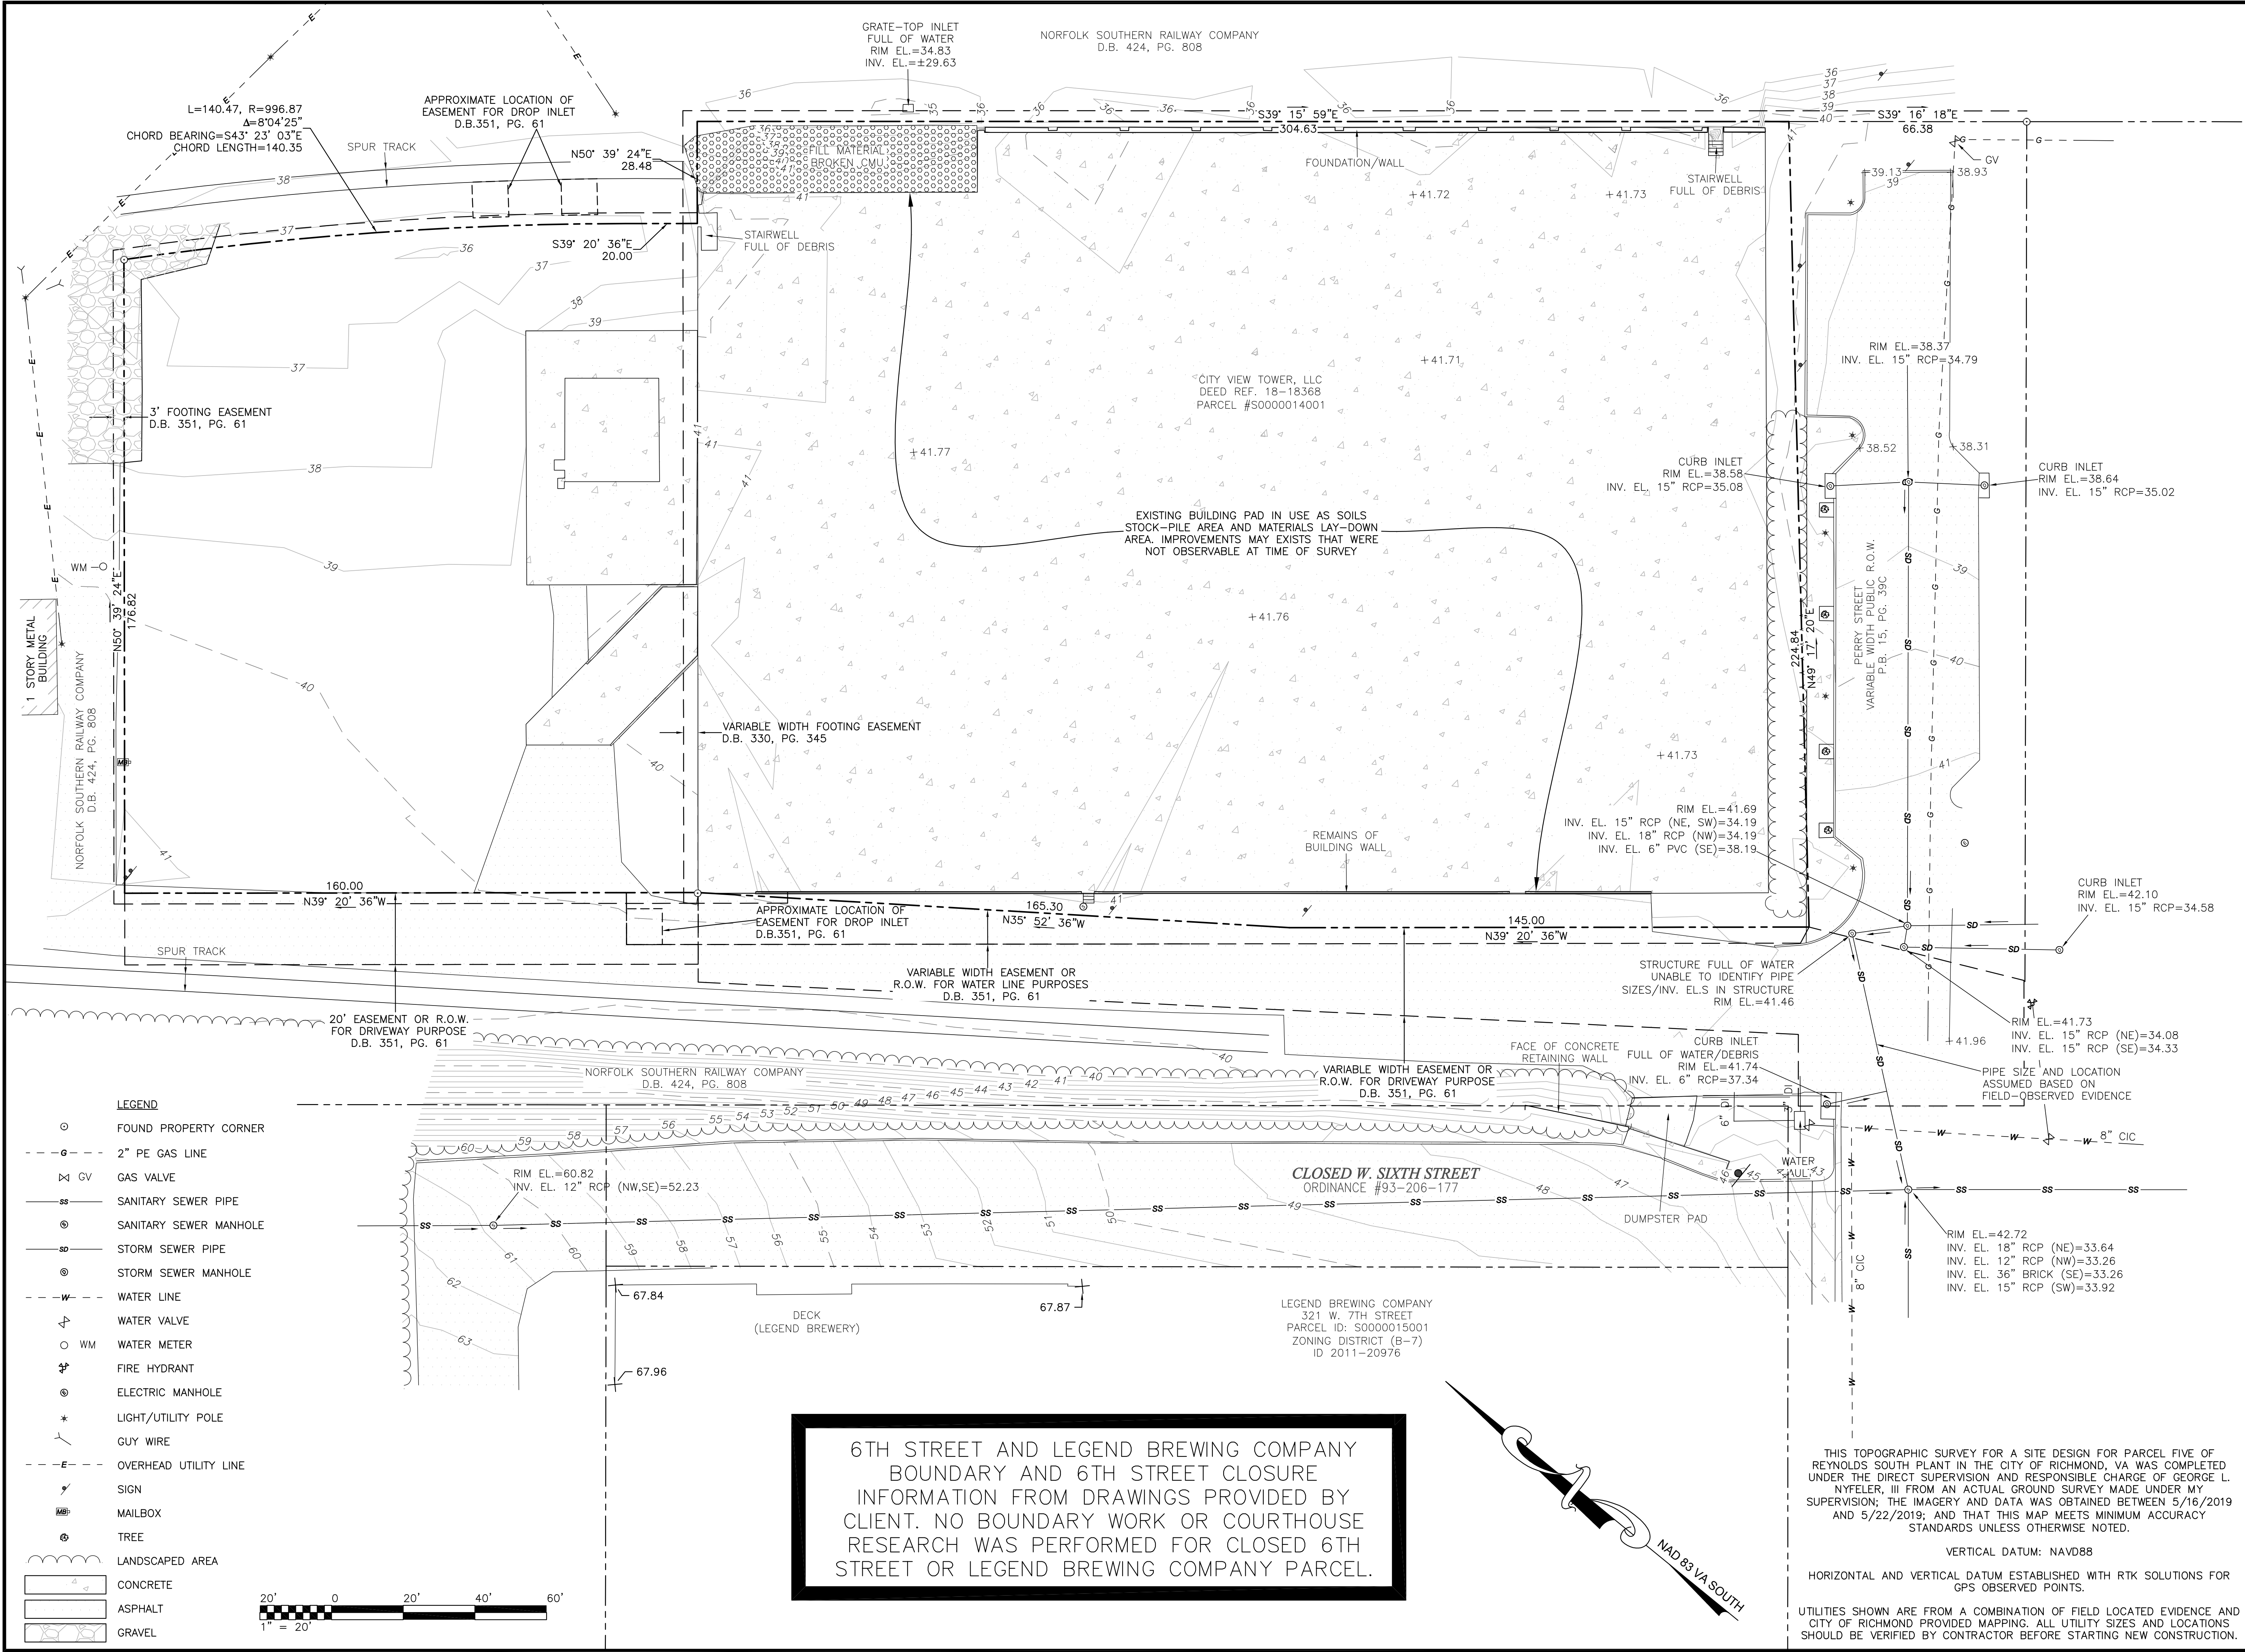 GRATE-TOP INLET
FULL OF WATER
RIM EL.=34.83
INV. EL.=±29.63
NORFOLK SOUTHERN RAILWAY COMPANY
D.B. 424, PG. 808
L=140.47, R=996.87
Δ=8°04'25"
CHORD BEARING=S43° 23' 03"E
CHORD LENGTH=140.35
APPROXIMATE LOCATION OF
EASEMENT FOR DROP INLET
D.B.351, PG. 61
SPUR TRACK
N50° 39' 24"E
28.48
S39° 20' 36"E
20.00
FILL MATERIAL
BROKEN CMU
S39° 15' 59"E
304.63
FOUNDATION/WALL
STAIRWELL
FULL OF DEBRIS
S39° 16' 18"E
66.38
GV
+39.13
+38.93
STAIRWELL
FULL OF DEBRIS
+41.72
+41.73
+41.71
+41.77
+41.76
+41.73
CITY VIEW TOWER, LLC
DEED REF. 18-18368
PARCEL #S0000014001
RIM EL.=38.37
INV. EL. 15" RCP=34.79
+38.52
+38.31
CURB INLET
RIM EL.=38.58
INV. EL. 15" RCP=35.08
CURB INLET
RIM EL.=38.64
INV. EL. 15" RCP=35.02
3' FOOTING EASEMENT
D.B. 351, PG. 61
EXISTING BUILDING PAD IN USE AS SOILS
STOCK-PILE AREA AND MATERIALS LAY-DOWN
AREA. IMPROVEMENTS MAY EXISTS THAT WERE
NOT OBSERVABLE AT TIME OF SURVEY
WM
N50° 39' 24"E
176.82
1 STORY METAL
BUILDING
NORFOLK SOUTHERN RAILWAY COMPANY
D.B. 424, PG. 808
PERRY STREET
VARIABLE WIDTH PUBLIC R.O.W.
P.B. 15, PG. 39C
224.84
N49° 17' 20"E
VARIABLE WIDTH FOOTING EASEMENT
D.B. 330, PG. 345
RIM EL.=41.69
INV. EL. 15" RCP (NE, SW)=34.19
INV. EL. 18" RCP (NW)=34.19
INV. EL. 6" PVC (SE)=38.19
REMAINS OF
BUILDING WALL
160.00
N39° 20' 36"W
165.30
N35° 52' 36"W
145.00
N39° 20' 36"W
APPROXIMATE LOCATION OF
EASEMENT FOR DROP INLET
D.B.351, PG. 61
CURB INLET
RIM EL.=42.10
INV. EL. 15" RCP=34.58
SPUR TRACK
VARIABLE WIDTH EASEMENT OR
R.O.W. FOR WATER LINE PURPOSES
D.B. 351, PG. 61
STRUCTURE FULL OF WATER
UNABLE TO IDENTIFY PIPE
SIZES/INV. EL.S IN STRUCTURE
RIM EL.=41.46
20' EASEMENT OR R.O.W.
FOR DRIVEWAY PURPOSE
D.B. 351, PG. 61
RIM EL.=41.73
INV. EL. 15" RCP (NE)=34.08
INV. EL. 15" RCP (SE)=34.33
+41.96
FACE OF CONCRETE
RETAINING WALL
CURB INLET
FULL OF WATER/DEBRIS
RIM EL.=41.74
INV. EL. 6" RCP=37.34
NORFOLK SOUTHERN RAILWAY COMPANY
D.B. 424, PG. 808
VARIABLE WIDTH EASEMENT OR
R.O.W. FOR DRIVEWAY PURPOSE
D.B. 351, PG. 61
PIPE SIZE AND LOCATION
ASSUMED BASED ON
FIELD-OBSERVED EVIDENCE
6" DI
8" CIC
WATER
RIM EL.=60.82
INV. EL. 12" RCP (NW,SE)=52.23
CLOSED W. SIXTH STREET
ORDINANCE #93-206-177
DUMPSTER PAD
8" CIC
RIM EL.=42.72
INV. EL. 18" RCP (NE)=33.64
INV. EL. 12" RCP (NW)=33.26
INV. EL. 36" BRICK (SE)=33.26
INV. EL. 15" RCP (SW)=33.92
67.84
67.87
67.96
DECK
(LEGEND BREWERY)
LEGEND BREWING COMPANY
321 W. 7TH STREET
PARCEL ID: S0000015001
ZONING DISTRICT (B-7)
ID 2011-20976
LEGEND
FOUND PROPERTY CORNER
G 2" PE GAS LINE
GV GAS VALVE
SS SANITARY SEWER PIPE
SANITARY SEWER MANHOLE
SD STORM SEWER PIPE
STORM SEWER MANHOLE
W WATER LINE
WATER VALVE
WM WATER METER
FIRE HYDRANT
ELECTRIC MANHOLE
LIGHT/UTILITY POLE
GUY WIRE
E OVERHEAD UTILITY LINE
SIGN
MB MAILBOX
TREE
LANDSCAPED AREA
CONCRETE
ASPHALT
GRAVEL
20' 0 20' 40' 60'
1" = 20'
6TH STREET AND LEGEND BREWING COMPANY
BOUNDARY AND 6TH STREET CLOSURE
INFORMATION FROM DRAWINGS PROVIDED BY
CLIENT. NO BOUNDARY WORK OR COURTHOUSE
RESEARCH WAS PERFORMED FOR CLOSED 6TH
STREET OR LEGEND BREWING COMPANY PARCEL.
NAD 83 VA SOUTH
THIS TOPOGRAPHIC SURVEY FOR A SITE DESIGN FOR PARCEL FIVE OF
REYNOLDS SOUTH PLANT IN THE CITY OF RICHMOND, VA WAS COMPLETED
UNDER THE DIRECT SUPERVISION AND RESPONSIBLE CHARGE OF GEORGE L.
NYFELER, III FROM AN ACTUAL GROUND SURVEY MADE UNDER MY
SUPERVISION; THE IMAGERY AND DATA WAS OBTAINED BETWEEN 5/16/2019
AND 5/22/2019; AND THAT THIS MAP MEETS MINIMUM ACCURACY
STANDARDS UNLESS OTHERWISE NOTED.
VERTICAL DATUM: NAVD88
HORIZONTAL AND VERTICAL DATUM ESTABLISHED WITH RTK SOLUTIONS FOR
GPS OBSERVED POINTS.
UTILITIES SHOWN ARE FROM A COMBINATION OF FIELD LOCATED EVIDENCE AND
CITY OF RICHMOND PROVIDED MAPPING. ALL UTILITY SIZES AND LOCATIONS
SHOULD BE VERIFIED BY CONTRACTOR BEFORE STARTING NEW CONSTRUCTION.